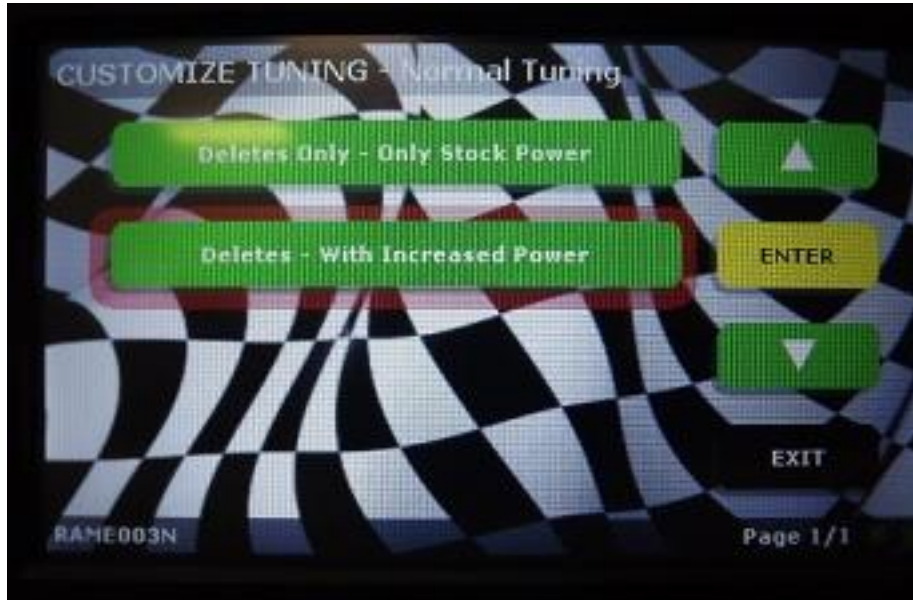 CUSTOMIZE TUNING - Normal Tuning
Deletes Only - Only Stock Power
Deletes - With Increased Power
ENTER
EXIT
RAME003N
Page 1/1